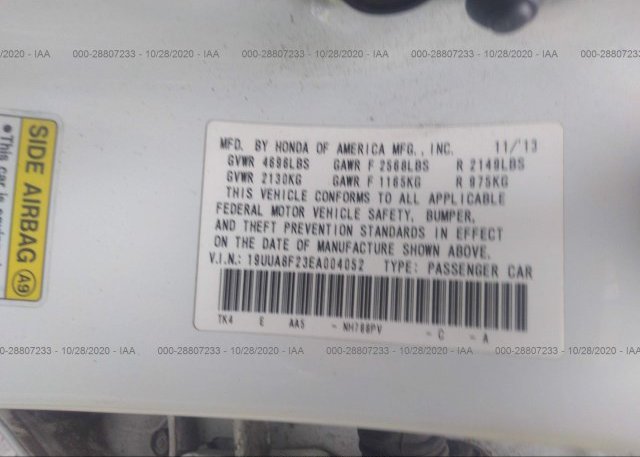 0/28/2020 - IAA 000-28807233 - 10/28/2020 - IAA 000-28807233 - 10/28/2020 - IAA 000-28807233 - 10/28/2020 - IAA 000-28807
SIDE AIRBAG A9
•This car is
MFD. BY HONDA OF AMERICA MFG., INC. 11/'13
GVWR 4696LBS GAWR F 2568LBS R 2149LBS
GVWR 2130KG GAWR F 1165KG R 975KG
THIS VEHICLE CONFORMS TO ALL APPLICABLE
FEDERAL MOTOR VEHICLE SAFETY, BUMPER,
AND THEFT PREVENTION STANDARDS IN EFFECT
ON THE DATE OF MANUFACTURE SHOWN ABOVE.
V.I.N.: 19UUA8F23EA004052 TYPE: PASSENGER CAR
TK4 E AA5 - NH788PV - C - A
000-28807233 - 10/28/2020 - IAA 000-28807233 - 10/28/2020 - IAA 000-28807233 - 10/28/2020 - IAA 000-28807233 - 10/28/2020 - IAA